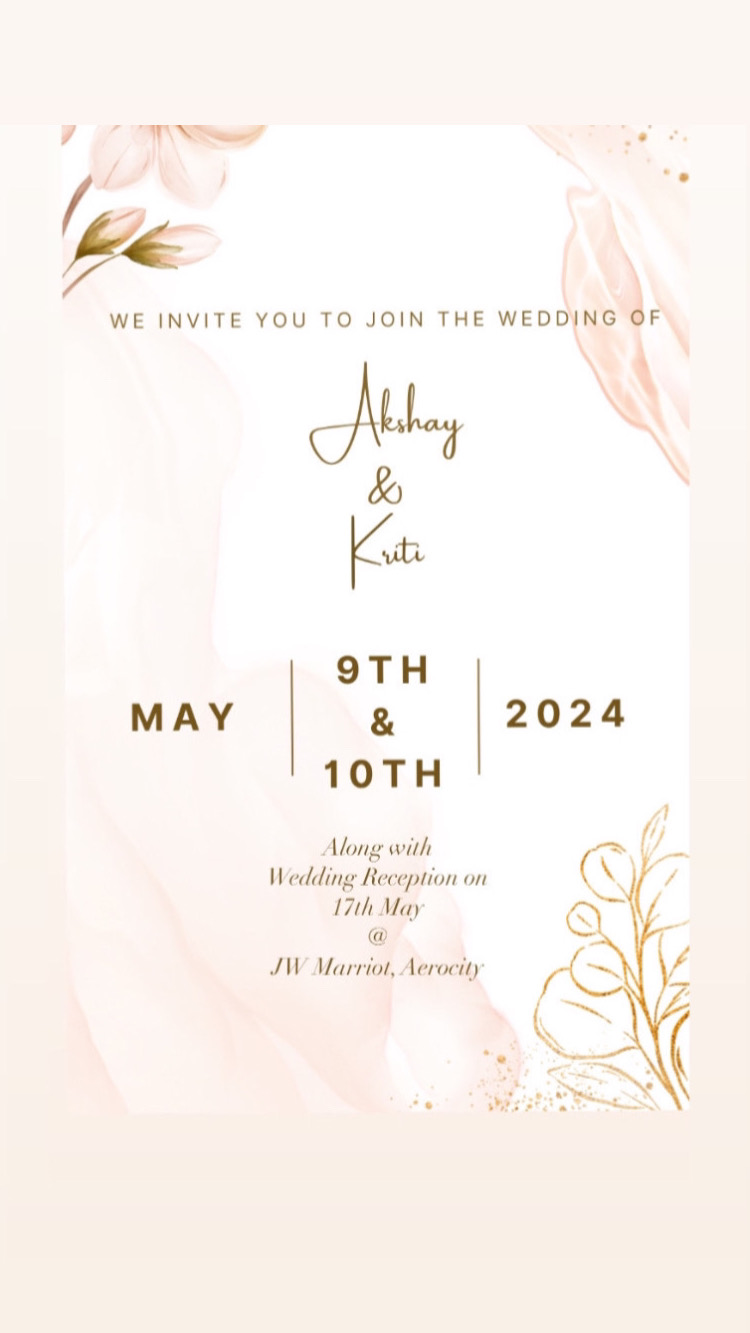 WE INVITE YOU TO JOIN THE WEDDING OF
Akshay
&
Kriti
MAY
9TH
&
10TH
2024
Along with
Wedding Reception on
17th May
@
JW Marriot, Aerocity